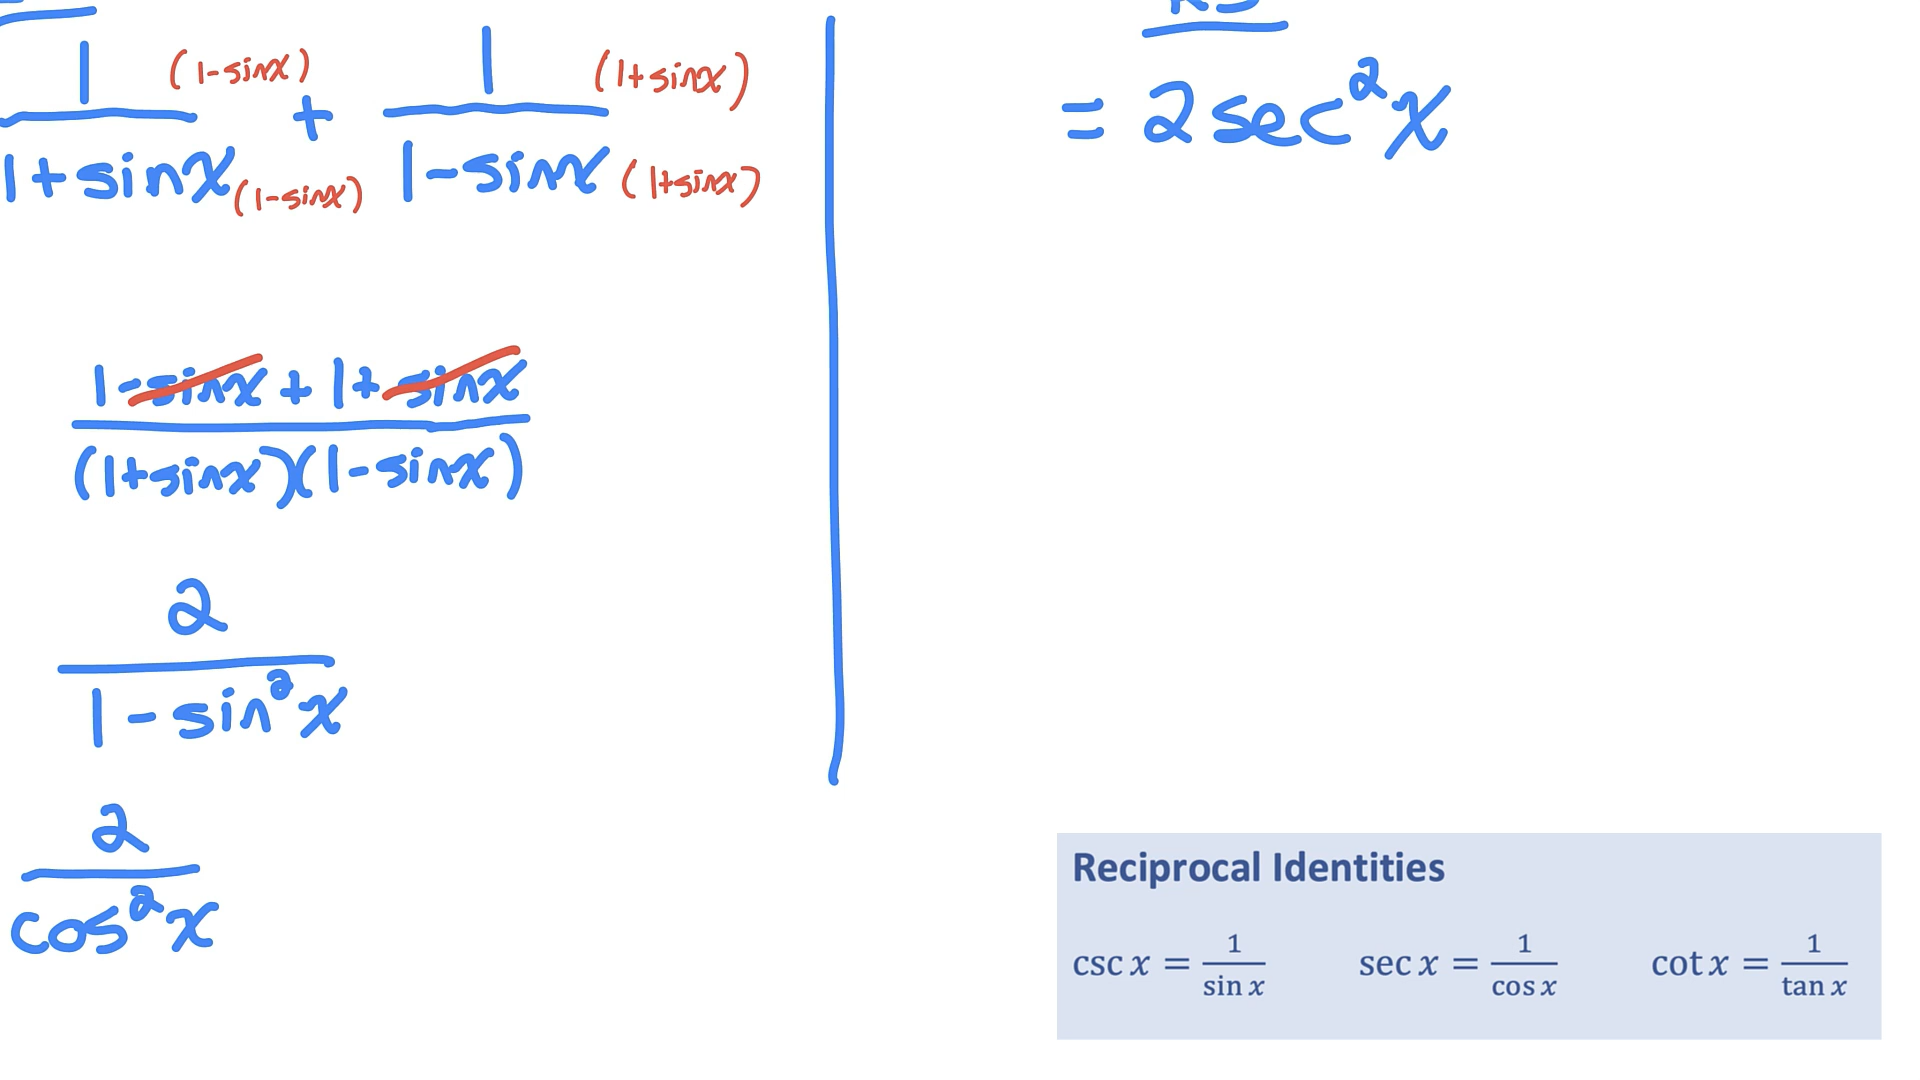 1 (1-sinx) + 1 (1+sinx)
1+sinx (1-sinx) 1-sinx (1+sinx)
1-sinx + 1+sinx
(1+sinx)(1-sinx)
2
1-sin²x
2
cos²x
RS
= 2sec²x
Reciprocal Identities
csc x = 1/sin x sec x = 1/cos x cot x = 1/tan x